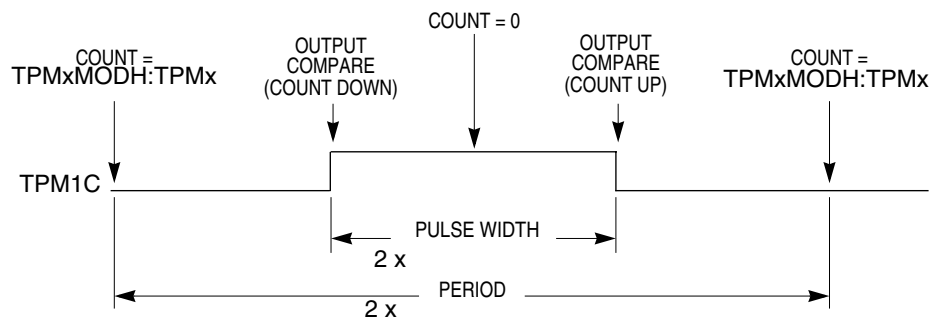 COUNT = 0
COUNT =
TPMxMODH:TPMx
OUTPUT
COMPARE
(COUNT DOWN)
OUTPUT
COMPARE
(COUNT UP)
COUNT =
TPMxMODH:TPMx
TPM1C
PULSE WIDTH
2 x
PERIOD
2 x